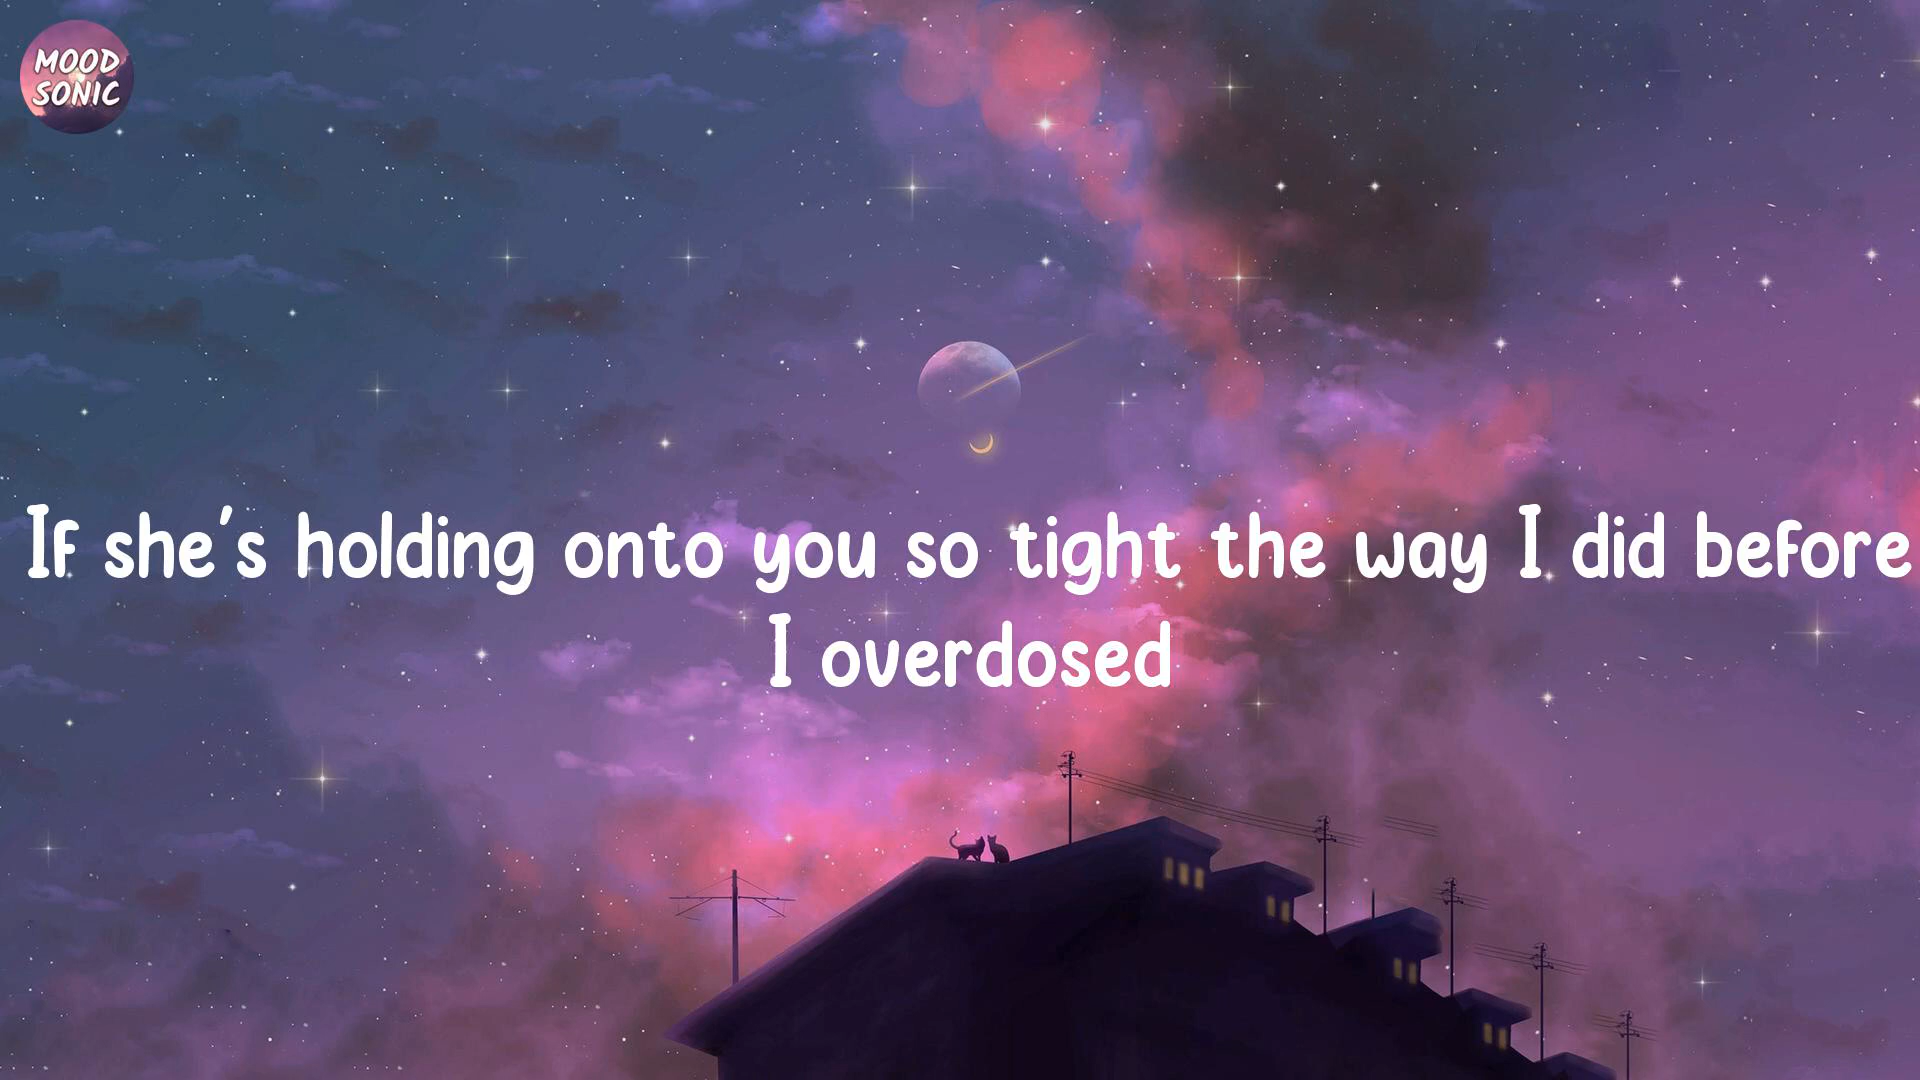 MOOD
SONIC
If she's holding onto you so tight the way I did before
I overdosed